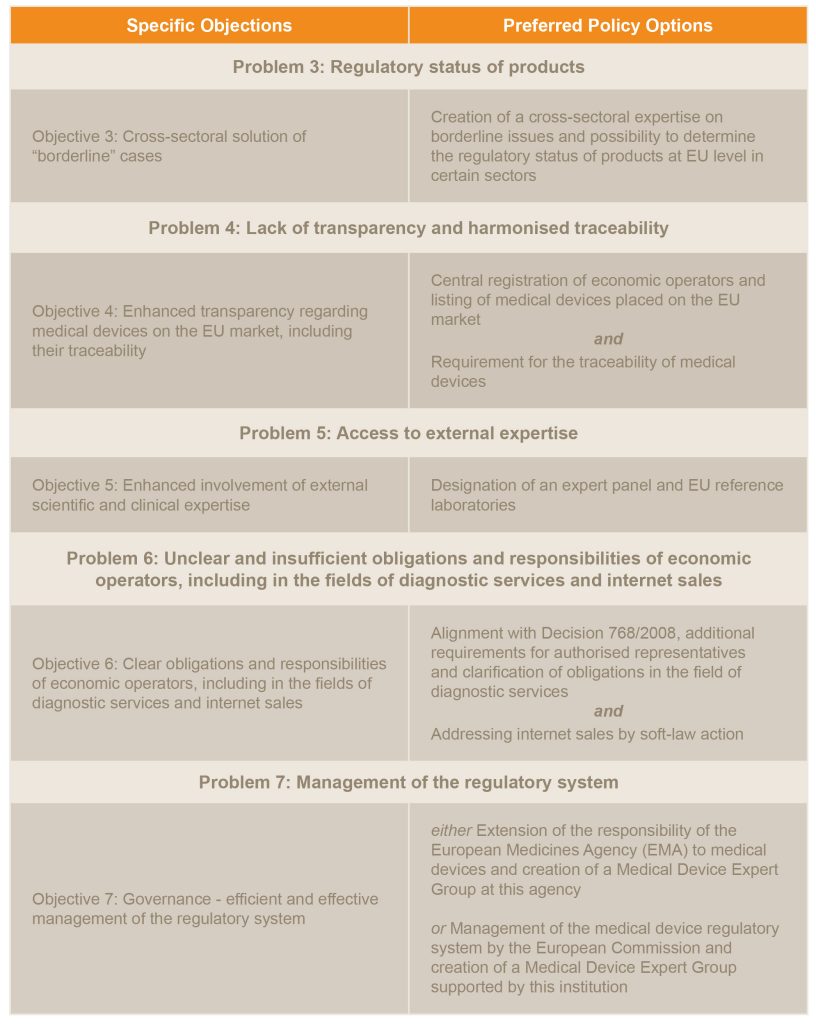 Specific Objections
Preferred Policy Options
Problem 3: Regulatory status of products
Objective 3: Cross-sectoral solution of
“borderline” cases
Creation of a cross-sectoral expertise on
borderline issues and possibility to determine
the regulatory status of products at EU level in
certain sectors
Problem 4: Lack of transparency and harmonised traceability
Objective 4: Enhanced transparency regarding
medical devices on the EU market, including
their traceability
Central registration of economic operators and
listing of medical devices placed on the EU
market
and
Requirement for the traceability of medical
devices
Problem 5: Access to external expertise
Objective 5: Enhanced involvement of external
scientific and clinical expertise
Designation of an expert panel and EU reference
laboratories
Problem 6: Unclear and insufficient obligations and responsibilities of economic
operators, including in the fields of diagnostic services and internet sales
Objective 6: Clear obligations and responsibilities
of economic operators, including in the fields of
diagnostic services and internet sales
Alignment with Decision 768/2008, additional
requirements for authorised representatives
and clarification of obligations in the field of
diagnostic services
and
Addressing internet sales by soft-law action
Problem 7: Management of the regulatory system
Objective 7: Governance - efficient and effective
management of the regulatory system
either Extension of the responsibility of the
European Medicines Agency (EMA) to medical
devices and creation of a Medical Device Expert
Group at this agency
or Management of the medical device regulatory
system by the European Commission and
creation of a Medical Device Expert Group
supported by this institution